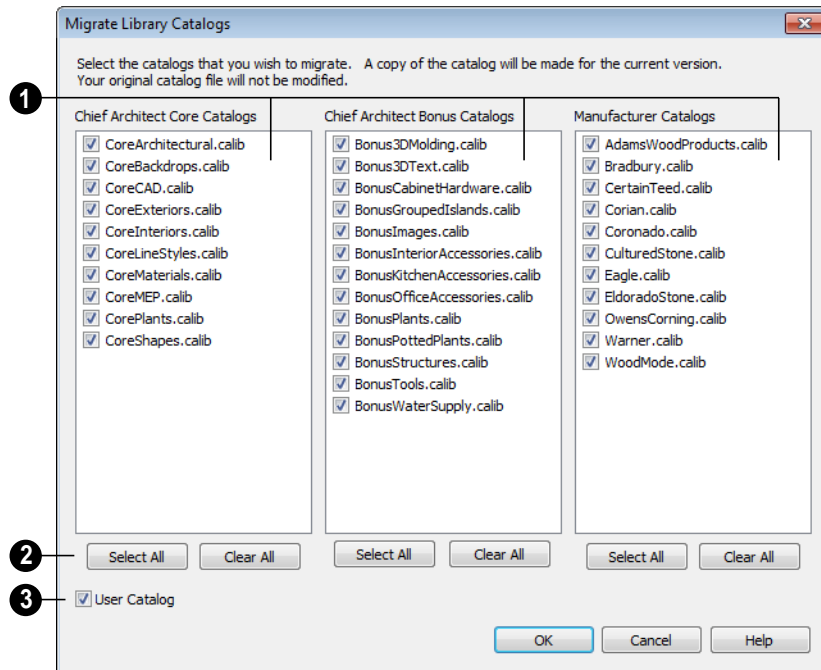 Migrate Library Catalogs
Select the catalogs that you wish to migrate. A copy of the catalog will be made for the current version.
Your original catalog file will not be modified.
1
Chief Architect Core Catalogs
CoreArchitectural.calib
CoreBackdrops.calib
CoreCAD.calib
CoreExteriors.calib
CoreInteriors.calib
CoreLineStyles.calib
CoreMaterials.calib
CoreMEP.calib
CorePlants.calib
CoreShapes.calib
Chief Architect Bonus Catalogs
Bonus3DMolding.calib
Bonus3DText.calib
BonusCabinetHardware.calib
BonusGroupedIslands.calib
BonusImages.calib
BonusInteriorAccessories.calib
BonusKitchenAccessories.calib
BonusOfficeAccessories.calib
BonusPlants.calib
BonusPottedPlants.calib
BonusStructures.calib
BonusTools.calib
BonusWaterSupply.calib
Manufacturer Catalogs
AdamsWoodProducts.calib
Bradbury.calib
CertainTeed.calib
Corian.calib
Coronado.calib
CulturedStone.calib
Eagle.calib
EldoradoStone.calib
OwensCorning.calib
Warner.calib
WoodMode.calib
2
Select All Clear All Select All Clear All Select All Clear All
3
User Catalog
OK Cancel Help